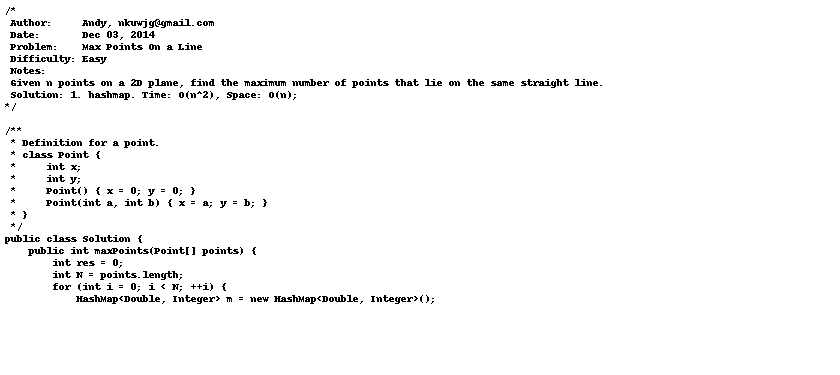 /*
 Author:     Andy, nkuwjg@gmail.com
 Date:       Dec 03, 2014
 Problem:    Max Points On a Line
 Difficulty: Easy
 Notes:
 Given n points on a 2D plane, find the maximum number of points that lie on the same straight line.
 Solution: 1. hashmap. Time: O(n^2), Space: O(n);
*/

/**
 * Definition for a point.
 * class Point {
 *     int x;
 *     int y;
 *     Point() { x = 0; y = 0; }
 *     Point(int a, int b) { x = a; y = b; }
 * }
 */
public class Solution {
    public int maxPoints(Point[] points) {
        int res = 0;
        int N = points.length;
        for (int i = 0; i < N; ++i) {
            HashMap<Double, Integer> m = new HashMap<Double, Integer>();